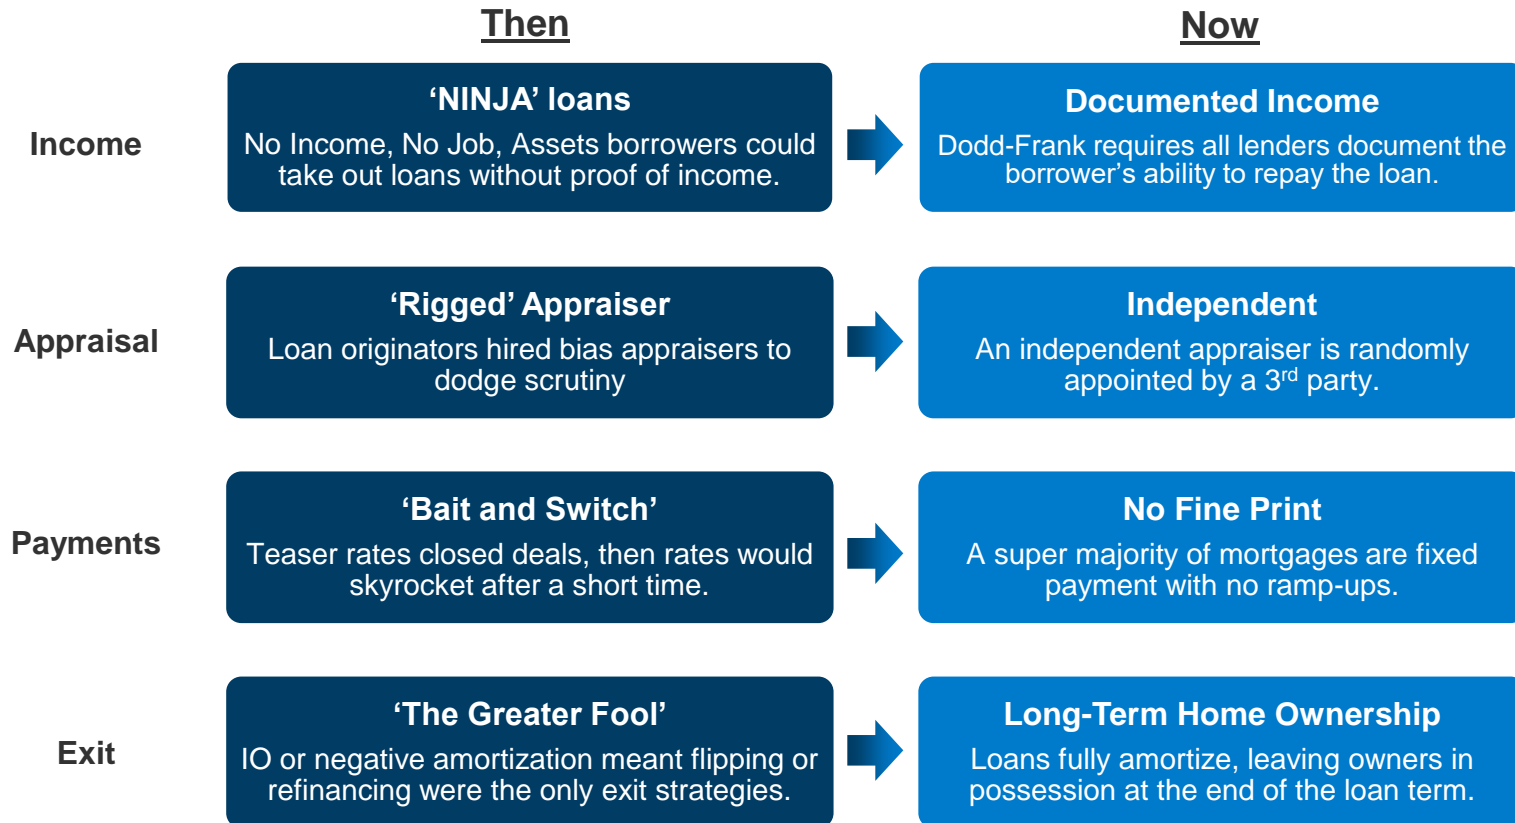 Then
Now
Income
‘NINJA’ loans
No Income, No Job, Assets borrowers could
take out loans without proof of income.
Documented Income
Dodd-Frank requires all lenders document the
borrower’s ability to repay the loan.
Appraisal
‘Rigged’ Appraiser
Loan originators hired bias appraisers to
dodge scrutiny
Independent
An independent appraiser is randomly
appointed by a 3rd party.
Payments
‘Bait and Switch’
Teaser rates closed deals, then rates would
skyrocket after a short time.
No Fine Print
A super majority of mortgages are fixed
payment with no ramp-ups.
Exit
‘The Greater Fool’
IO or negative amortization meant flipping or
refinancing were the only exit strategies.
Long-Term Home Ownership
Loans fully amortize, leaving owners in
possession at the end of the loan term.